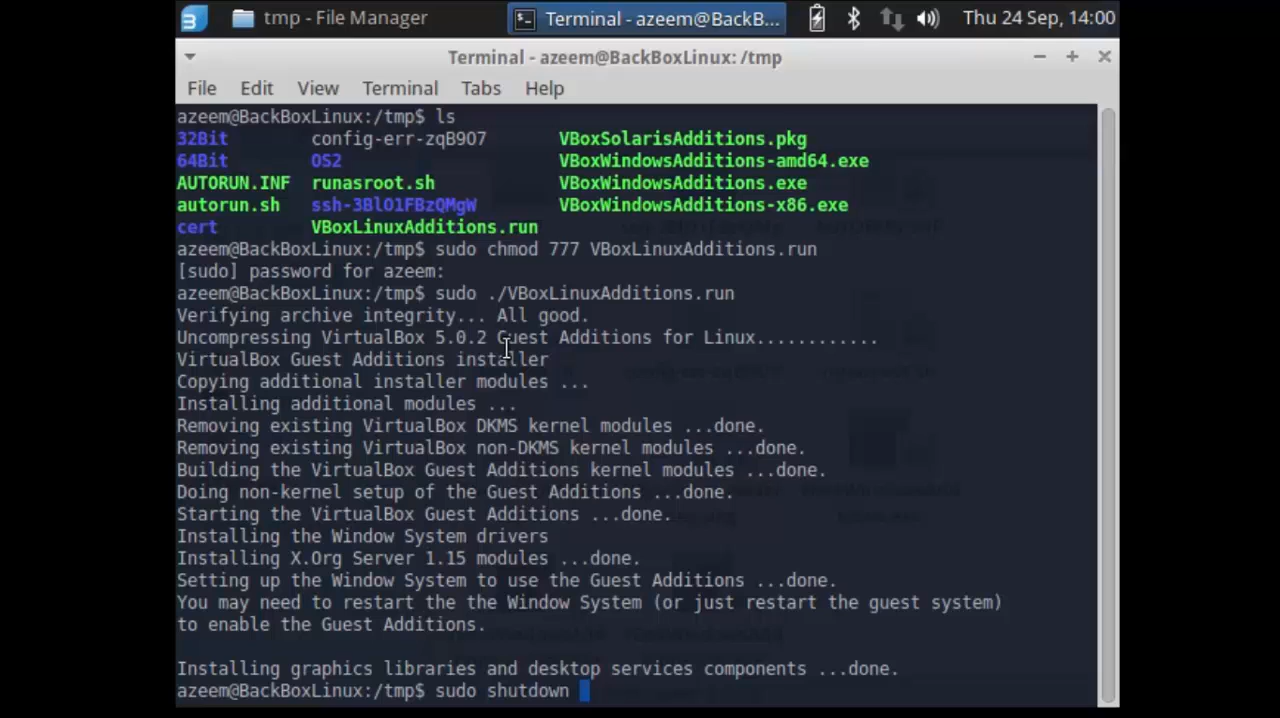 tmp - File Manager
Terminal - azeem@BackB...
Thu 24 Sep, 14:00
Terminal - azeem@BackBoxLinux: /tmp
File Edit View Terminal Tabs Help
azeem@BackBoxLinux:/tmp$ ls
32Bit config-err-zqB907 VBoxSolarisAdditions.pkg
64Bit OS2 VBoxWindowsAdditions-amd64.exe
AUTORUN.INF runasroot.sh VBoxWindowsAdditions.exe
autorun.sh ssh-3BlO1FBzQMgW VBoxWindowsAdditions-x86.exe
cert VBoxLinuxAdditions.run
azeem@BackBoxLinux:/tmp$ sudo chmod 777 VBoxLinuxAdditions.run
[sudo] password for azeem:
azeem@BackBoxLinux:/tmp$ sudo ./VBoxLinuxAdditions.run
Verifying archive integrity... All good.
Uncompressing VirtualBox 5.0.2 Guest Additions for Linux............
VirtualBox Guest Additions installer
Copying additional installer modules ...
Installing additional modules ...
Removing existing VirtualBox DKMS kernel modules ...done.
Removing existing VirtualBox non-DKMS kernel modules ...done.
Building the VirtualBox Guest Additions kernel modules ...done.
Doing non-kernel setup of the Guest Additions ...done.
Starting the VirtualBox Guest Additions ...done.
Installing the Window System drivers
Installing X.Org Server 1.15 modules ...done.
Setting up the Window System to use the Guest Additions ...done.
You may need to restart the the Window System (or just restart the guest system)
to enable the Guest Additions.
Installing graphics libraries and desktop services components ...done.
azeem@BackBoxLinux:/tmp$ sudo shutdown